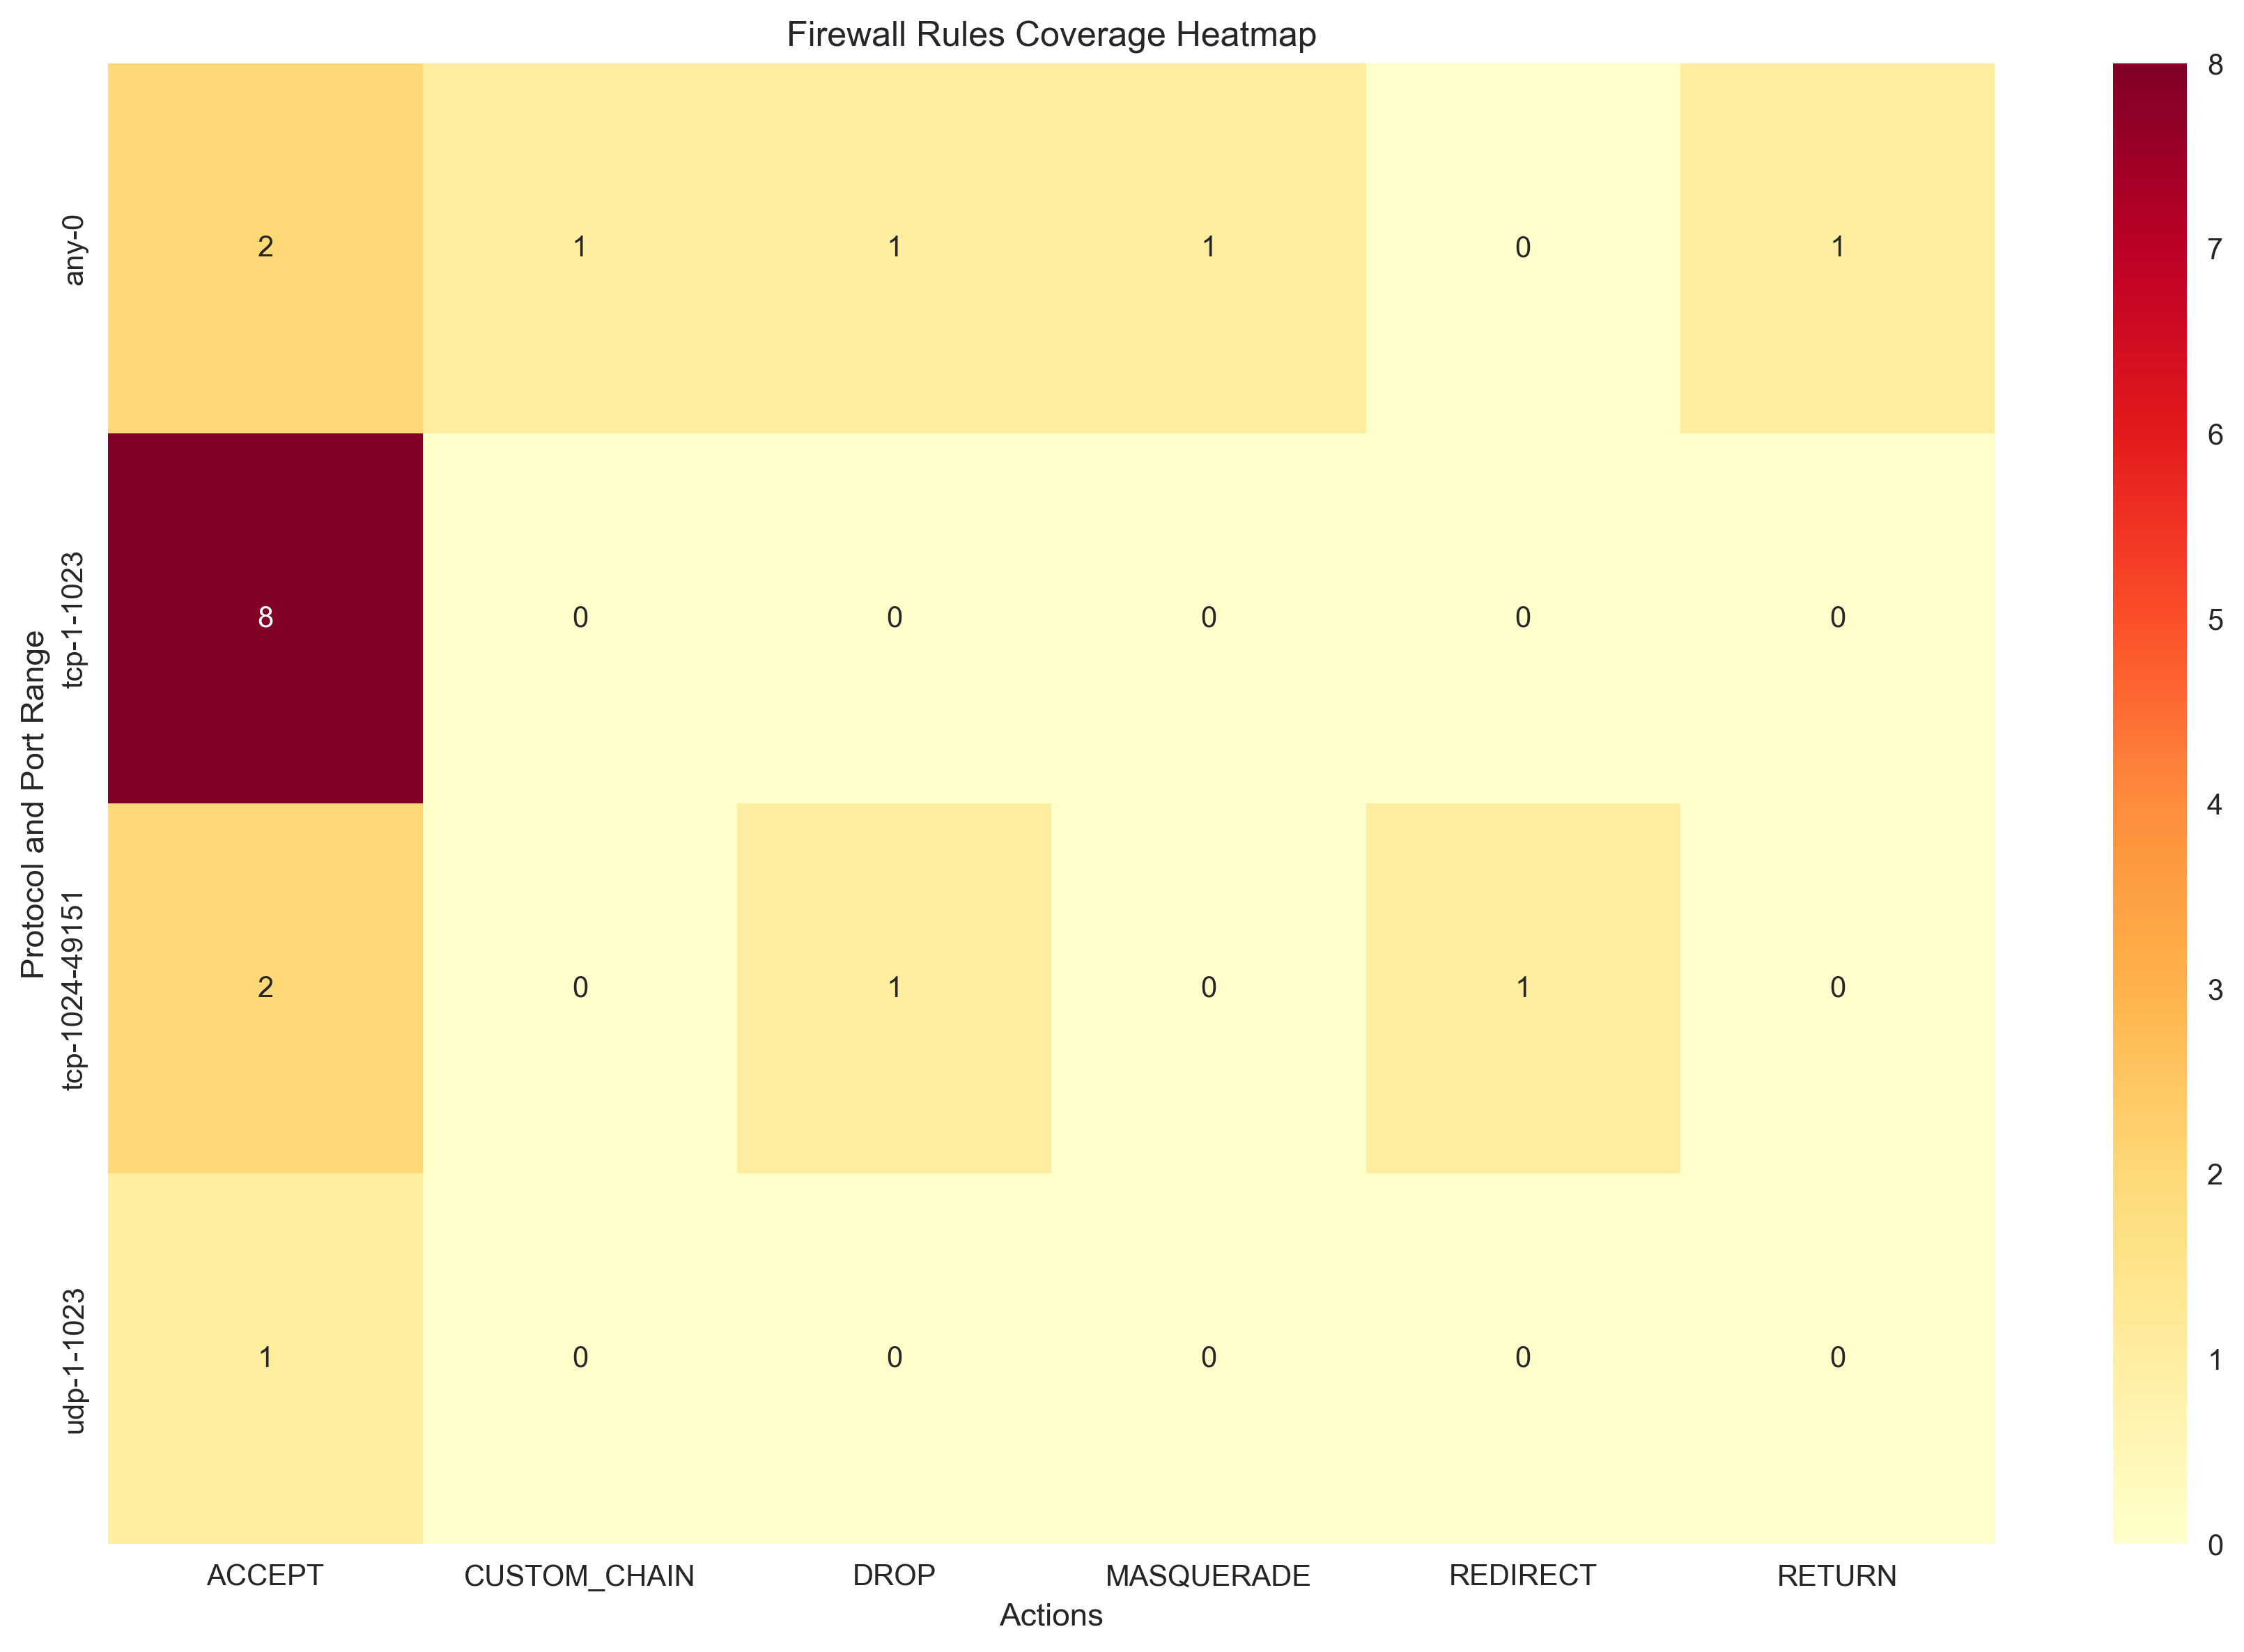 Firewall Rules Coverage Heatmap
Protocol and Port Range
any-0
2 1 1 1 0 1
tcp-1-1023
8 0 0 0 0 0
tcp-1024-49151
2 0 1 0 1 0
udp-1-1023
1 0 0 0 0 0
ACCEPT CUSTOM_CHAIN DROP MASQUERADE REDIRECT RETURN
Actions
8
7
6
5
4
3
2
1
0